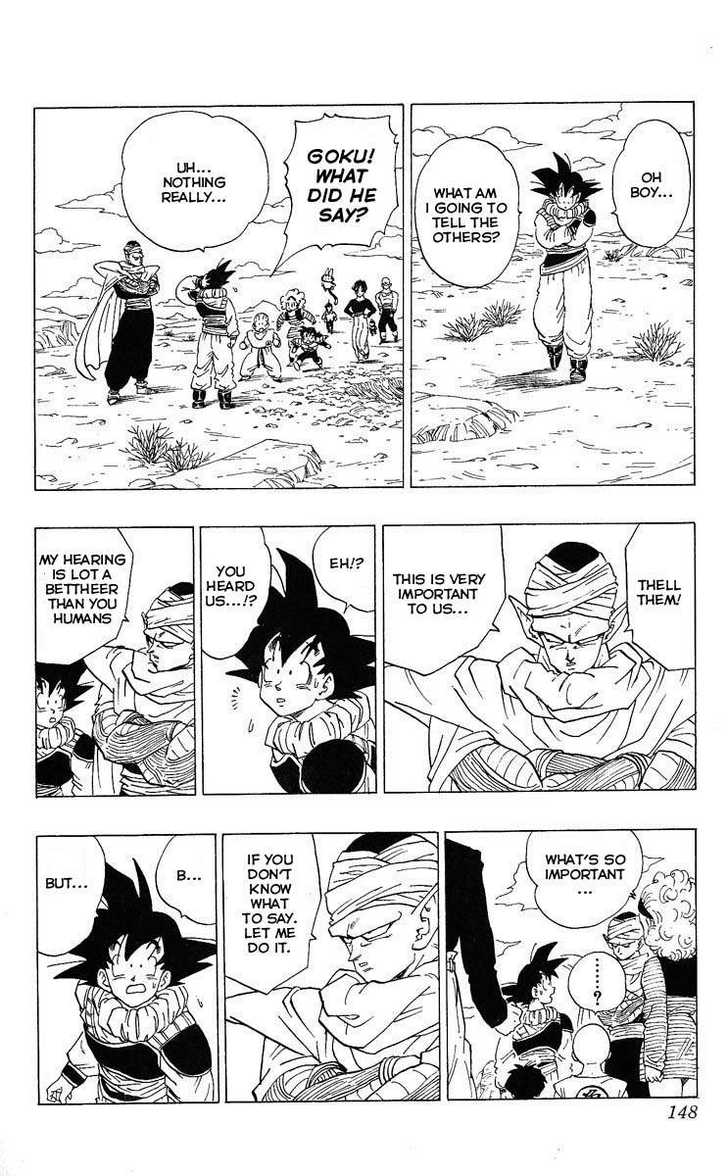 OH
BOY...
WHAT AM
I GOING TO
TELL THE
OTHERS?
GOKU!
WHAT
DID HE
SAY?
UH...
NOTHING
REALLY...
THELL
THEM!
THIS IS VERY
IMPORTANT
TO US...
EH!?
YOU
HEARD
US...!?
MY HEARING
IS LOT A
BETTHEER
THAN YOU
HUMANS
WHAT'S SO
IMPORTANT
...
......
?
IF YOU
DON'T
KNOW
WHAT
TO SAY.
LET ME
DO IT.
B...
BUT...
148